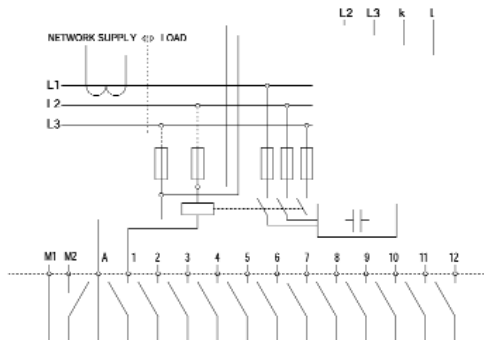 L2 L3 k l
NETWORK SUPPLY LOAD
L1
L2
L3
M1 M2 A 1 2 3 4 5 6 7 8 9 10 11 12